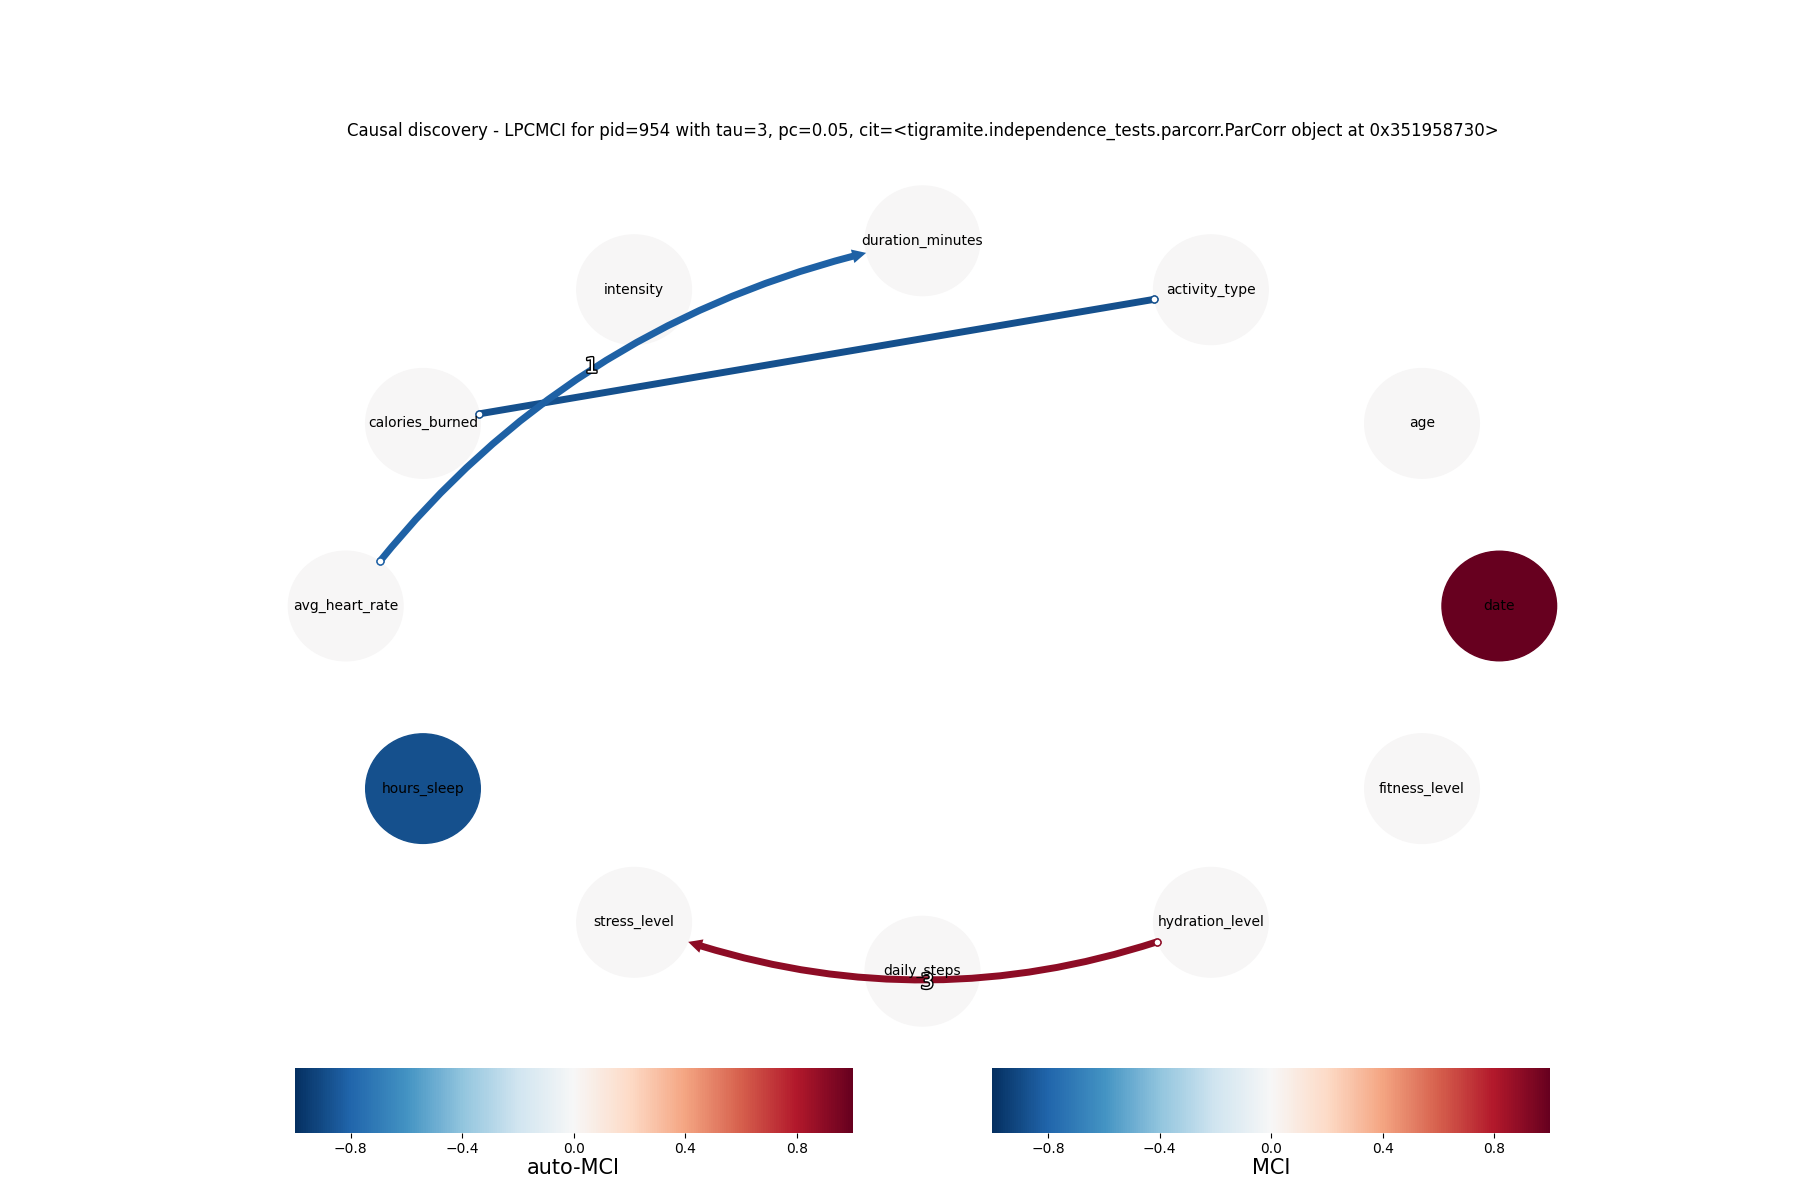 Causal discovery - LPCMCI for pid=954 with tau=3, pc=0.05, cit=<tigramite.independence_tests.parcorr.ParCorr object at 0x351958730>
duration_minutes
intensity
activity_type
1
calories_burned
age
avg_heart_rate
date
hours_sleep
fitness_level
stress_level
hydration_level
daily_steps
3
−0.8 −0.4 0.0 0.4 0.8
auto-MCI
−0.8 −0.4 0.0 0.4 0.8
MCI